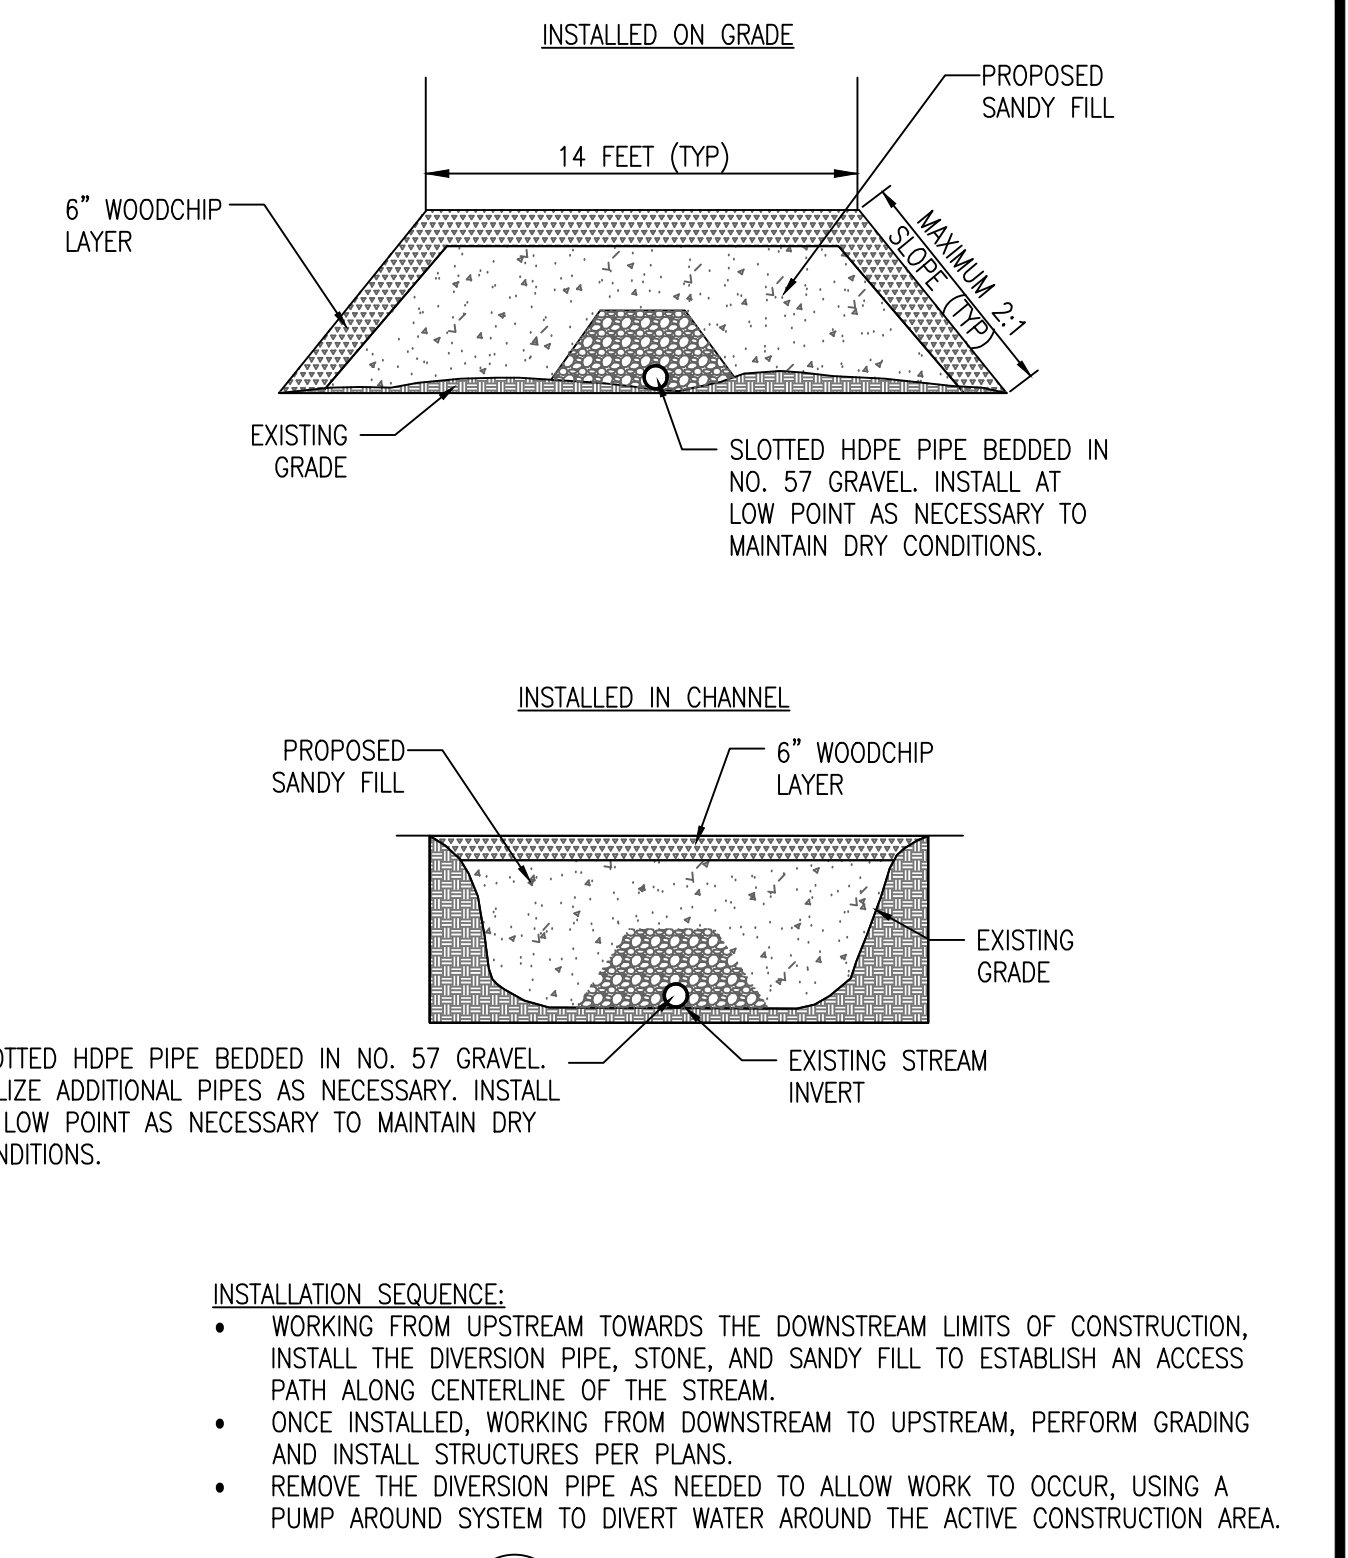 INSTALLED ON GRADE
PROPOSED
SANDY FILL
14 FEET (TYP)
6” WOODCHIP
LAYER
MAXIMUM 2:1
SLOPE (TYP)
EXISTING
GRADE
SLOTTED HDPE PIPE BEDDED IN
NO. 57 GRAVEL. INSTALL AT
LOW POINT AS NECESSARY TO
MAINTAIN DRY CONDITIONS.
INSTALLED IN CHANNEL
PROPOSED
SANDY FILL
6” WOODCHIP
LAYER
EXISTING
GRADE
OTTED HDPE PIPE BEDDED IN NO. 57 GRAVEL.
LIZE ADDITIONAL PIPES AS NECESSARY. INSTALL
LOW POINT AS NECESSARY TO MAINTAIN DRY
NDITIONS.
EXISTING STREAM
INVERT
INSTALLATION SEQUENCE:
• WORKING FROM UPSTREAM TOWARDS THE DOWNSTREAM LIMITS OF CONSTRUCTION,
INSTALL THE DIVERSION PIPE, STONE, AND SANDY FILL TO ESTABLISH AN ACCESS
PATH ALONG CENTERLINE OF THE STREAM.
• ONCE INSTALLED, WORKING FROM DOWNSTREAM TO UPSTREAM, PERFORM GRADING
AND INSTALL STRUCTURES PER PLANS.
• REMOVE THE DIVERSION PIPE AS NEEDED TO ALLOW WORK TO OCCUR, USING A
PUMP AROUND SYSTEM TO DIVERT WATER AROUND THE ACTIVE CONSTRUCTION AREA.